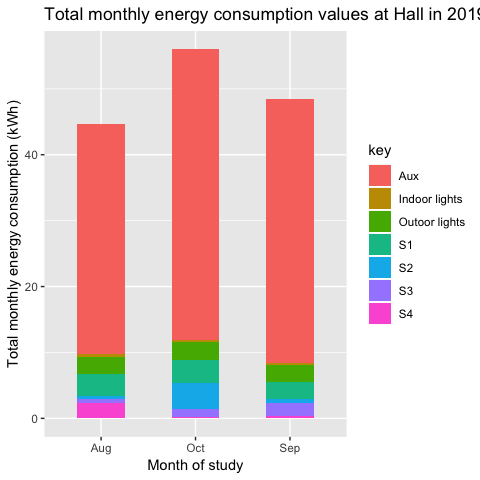 Total monthly energy consumption values at Hall in 2019
Total monthly energy consumption (kWh)
40
20
0
Aug
Oct
Sep
Month of study
key
Aux
Indoor lights
Outoor lights
S1
S2
S3
S4